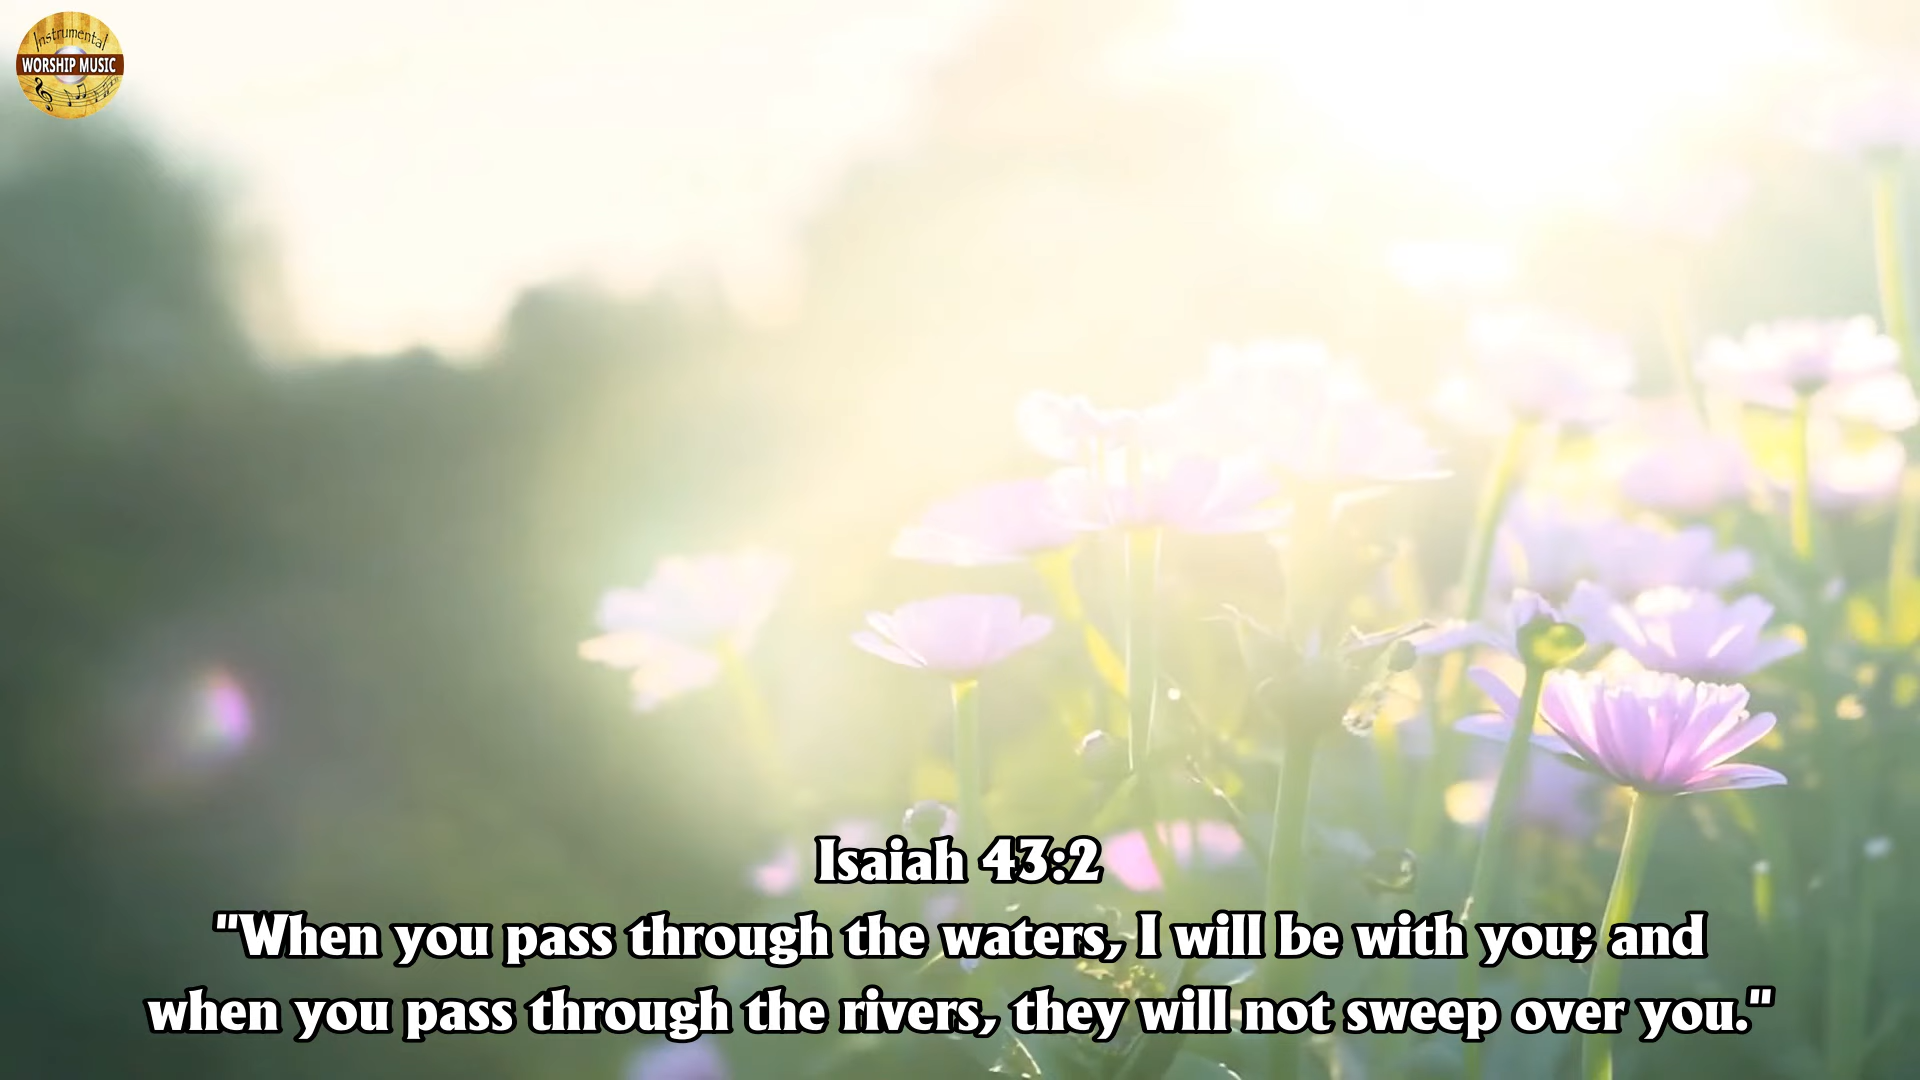 Instrumental
WORSHIP MUSIC
Isaiah 43:2
"When you pass through the waters, I will be with you; and
when you pass through the rivers, they will not sweep over you."